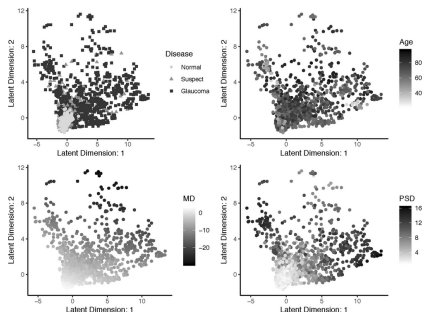 12
8
4
0
Latent Dimension: 2
−5 0 5 10
Latent Dimension: 1
Disease
Normal
Suspect
Glaucoma
12
8
4
0
Latent Dimension: 2
−5 0 5 10
Latent Dimension: 1
Age
80
60
40
12
8
4
0
Latent Dimension: 2
−5 0 5 10
Latent Dimension: 1
MD
0
−10
−20
12
8
4
0
Latent Dimension: 2
−5 0 5 10
Latent Dimension: 1
PSD
16
12
8
4